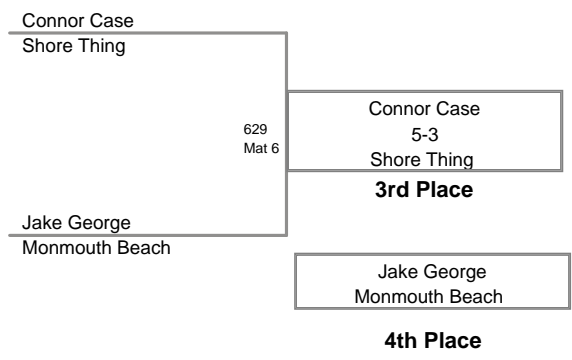 Connor Case
Shore Thing
629
Mat 6
Connor Case
5-3
Shore Thing
3rd Place
Jake George
Monmouth Beach
Jake George
Monmouth Beach
4th Place